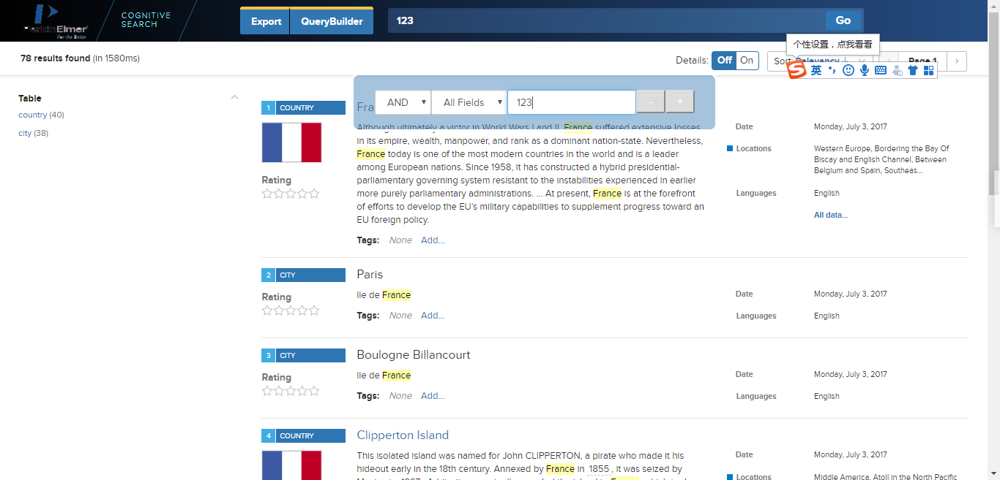 PerkinElmer
For the Better
COGNITIVE
SEARCH
Export
QueryBuilder
123
Go
个性设置，点我看看
78 results found (in 1580ms)
Details:
Off
On
Sort: Relevancy
Page 1
英
Table
country (40)
city (38)
AND
All Fields
123
-
+
1
COUNTRY
Fra
Although ultimately a victor in World Wars I and II, France suffered extensive losses
in its empire, wealth, manpower, and rank as a dominant nation-state. Nevertheless,
France today is one of the most modern countries in the world and is a leader
among European nations. Since 1958, it has constructed a hybrid presidential-
parliamentary governing system resistant to the instabilities experienced in earlier
more purely parliamentary administrations. ... At present, France is at the forefront
of efforts to develop the EU's military capabilities to supplement progress toward an
EU foreign policy.
Rating
Tags: None Add...
Date
Monday, July 3, 2017
Locations
Western Europe, Bordering the Bay Of
Biscay and English Channel, Between
Belgium and Spain, Southeas...
Languages
English
All data...
2
CITY
Paris
Ile de France
Rating
Tags: None Add...
Date
Monday, July 3, 2017
Languages
English
3
CITY
Boulogne Billancourt
Ile de France
Rating
Tags: None Add...
Date
Monday, July 3, 2017
Languages
English
4
COUNTRY
Clipperton Island
This isolated island was named for John CLIPPERTON, a pirate who made it his
hideout early in the 18th century. Annexed by France in 1855, it was seized by
Date
Monday, July 3, 2017
Locations
Middle America, Atoll in the North Pacific